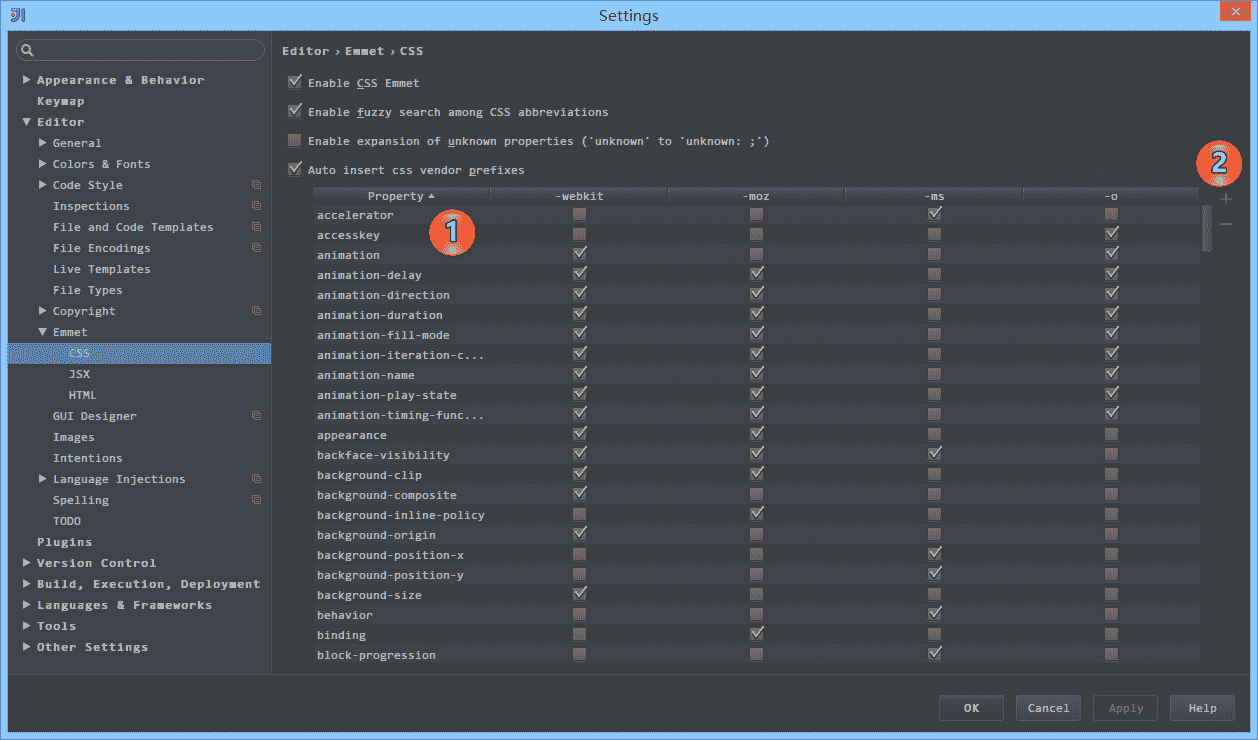 Settings
Appearance & Behavior
Keymap
Editor
General
Colors & Fonts
Code Style
Inspections
File and Code Templates
File Encodings
Live Templates
File Types
Copyright
Emmet
CSS
JSX
HTML
GUI Designer
Images
Intentions
Language Injections
Spelling
TODO
Plugins
Version Control
Build, Execution, Deployment
Languages & Frameworks
Tools
Other Settings
Editor › Emmet › CSS
Enable CSS Emmet
Enable fuzzy search among CSS abbreviations
Enable expansion of unknown properties (`unknown` to `unknown: ;`)
Auto insert css vendor prefixes
2
Property -webkit -moz -ms -o
accelerator
1
accesskey
animation
animation-delay
animation-direction
animation-duration
animation-fill-mode
animation-iteration-c...
animation-name
animation-play-state
animation-timing-func...
appearance
backface-visibility
background-clip
background-composite
background-inline-policy
background-origin
background-position-x
background-position-y
background-size
behavior
binding
block-progression
OK Cancel Apply Help